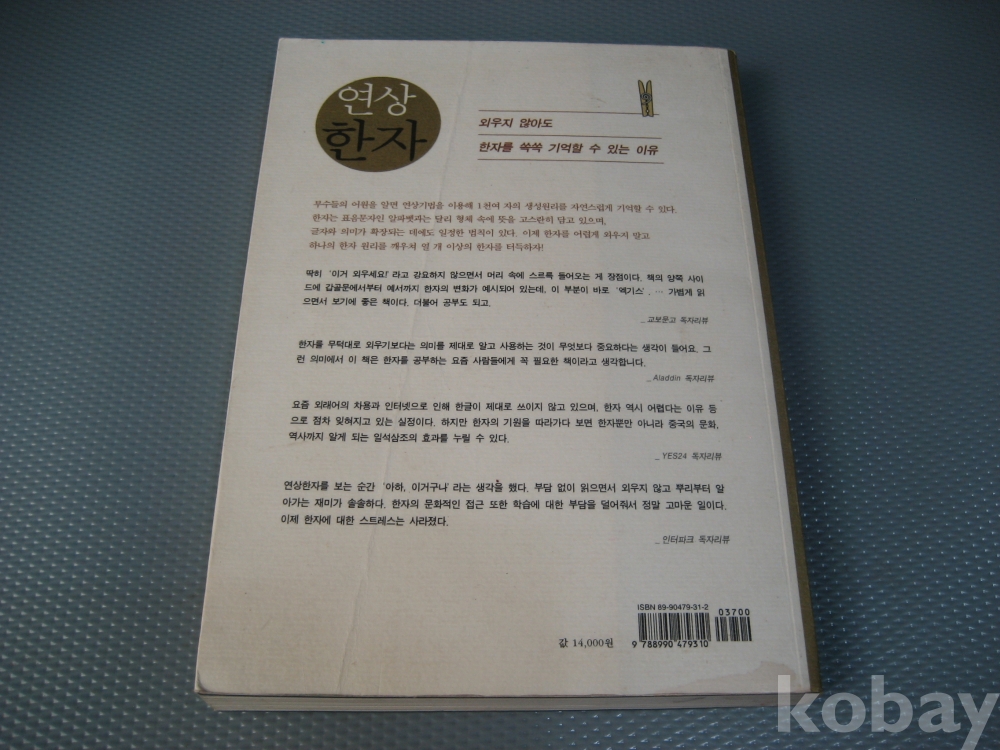 연상
한자
외우지 않아도
한자를 쏙쏙 기억할 수 있는 이유
부수들의 어원을 알면 연상기법을 이용해 1천여 자의 생성원리를 자연스럽게 기억할 수 있다.
한자는 표음문자인 알파벳과는 달리 형체 속에 뜻을 고스란히 담고 있으며,
글자와 의미가 확장되는 데에도 일정한 법칙이 있다. 이제 한자를 어렵게 외우지 말고
하나의 한자 원리를 깨우쳐 열 개 이상의 한자를 터득하자!
딱히 '이거 외우세요!' 라고 강요하지 않으면서 머리 속에 스르륵 들어오는 게 장점이다. 책의 양쪽 사이
드에 갑골문에서부터 예서까지 한자의 변화가 예시되어 있는데, 이 부분이 바로 '엑기스'. … 가볍게 읽
으면서 보기에 좋은 책이다. 더불어 공부도 되고.
_ 교보문고 독자리뷰
한자를 무턱대로 외우기보다는 의미를 제대로 알고 사용하는 것이 무엇보다 중요하다는 생각이 들어요. 그
런 의미에서 이 책은 한자를 공부하는 요즘 사람들에게 꼭 필요한 책이라고 생각합니다.
_ Aladdin 독자리뷰
요즘 외래어의 차용과 인터넷으로 인해 한글이 제대로 쓰이지 않고 있으며, 한자 역시 어렵다는 이유 등
으로 점차 잊혀지고 있는 실정이다. 하지만 한자의 기원을 따라가다 보면 한자뿐만 아니라 중국의 문화,
역사까지 알게 되는 일석삼조의 효과를 누릴 수 있다.
_ YES24 독자리뷰
연상한자를 보는 순간 '아하, 이거구나' 라는 생각을 했다. 부담 없이 읽으면서 외우지 않고 뿌리부터 알
아가는 재미가 솔솔하다. 한자의 문화적인 접근 또한 학습에 대한 부담을 덜어줘서 정말 고마운 일이다.
이제 한자에 대한 스트레스는 사라졌다.
_ 인터파크 독자리뷰
ISBN 89-90479-31-2
03700
값 14,000원
9 788990 479310
kobay